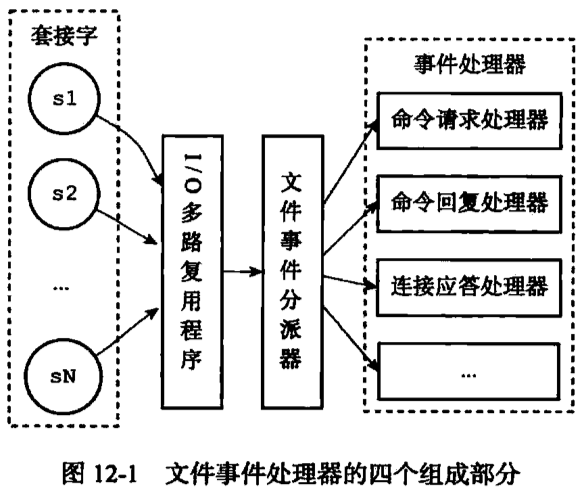 套接字
s1
s2
...
sN
I/O多路复用程序
文件事件分派器
事件处理器
命令请求处理器
命令回复处理器
连接应答处理器
...
图 12-1 文件事件处理器的四个组成部分